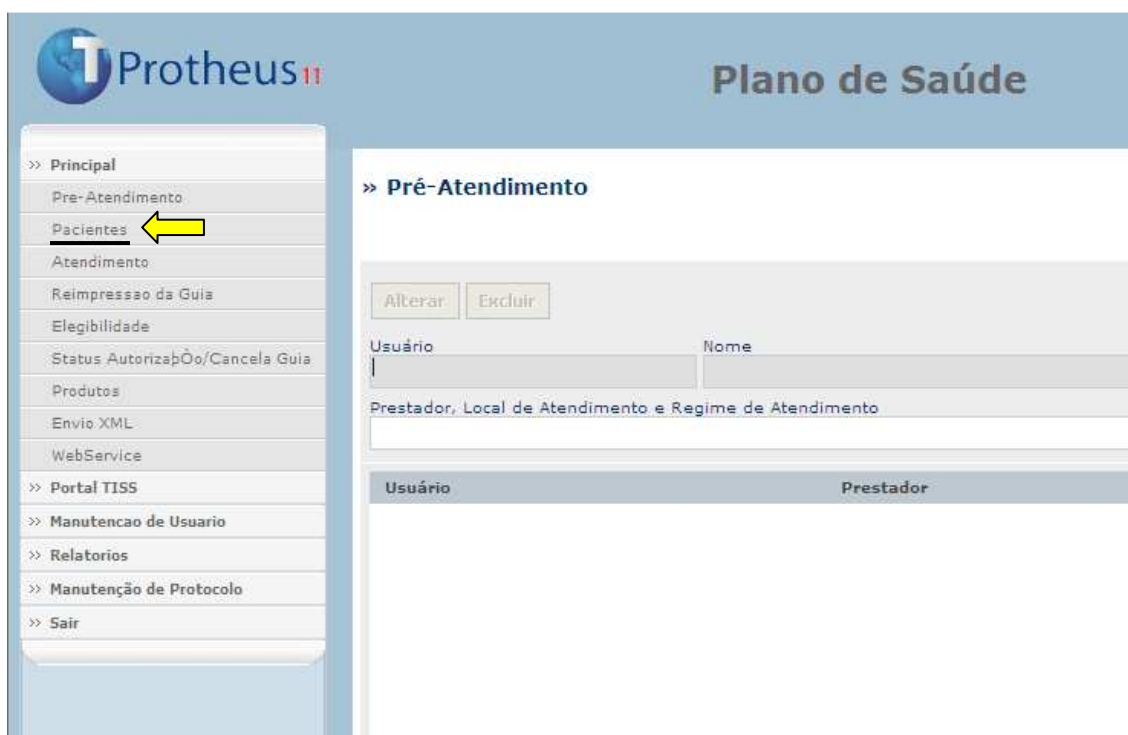 Protheus 11
Plano de Saúde
» Principal
Pre-Atendimento
Pacientes
Atendimento
Reimpressao da Guia
Elegibilidade
Status AutorizaþÒo/Cancela Guia
Produtos
Envio XML
WebService
» Portal TISS
» Manutencao de Usuario
» Relatorios
» Manutenção de Protocolo
» Sair
» Pré-Atendimento
Alterar Excluir
Usuário Nome
Prestador, Local de Atendimento e Regime de Atendimento
Usuário Prestador